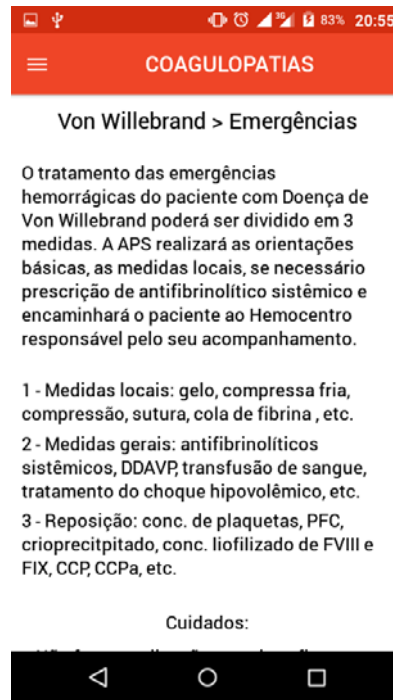 3G 83% 20:55
COAGULOPATIAS
Von Willebrand > Emergências
O tratamento das emergências
hemorrágicas do paciente com Doença de
Von Willebrand poderá ser dividido em 3
medidas. A APS realizará as orientações
básicas, as medidas locais, se necessário
prescrição de antifibrinolítico sistêmico e
encaminhará o paciente ao Hemocentro
responsável pelo seu acompanhamento.
1 - Medidas locais: gelo, compressa fria,
compressão, sutura, cola de fibrina , etc.
2 - Medidas gerais: antifibrinolíticos
sistêmicos, DDAVP, transfusão de sangue,
tratamento do choque hipovolêmico, etc.
3 - Reposição: conc. de plaquetas, PFC,
crioprecitpitado, conc. liofilizado de FVIII e
FIX, CCP, CCPa, etc.
Cuidados: